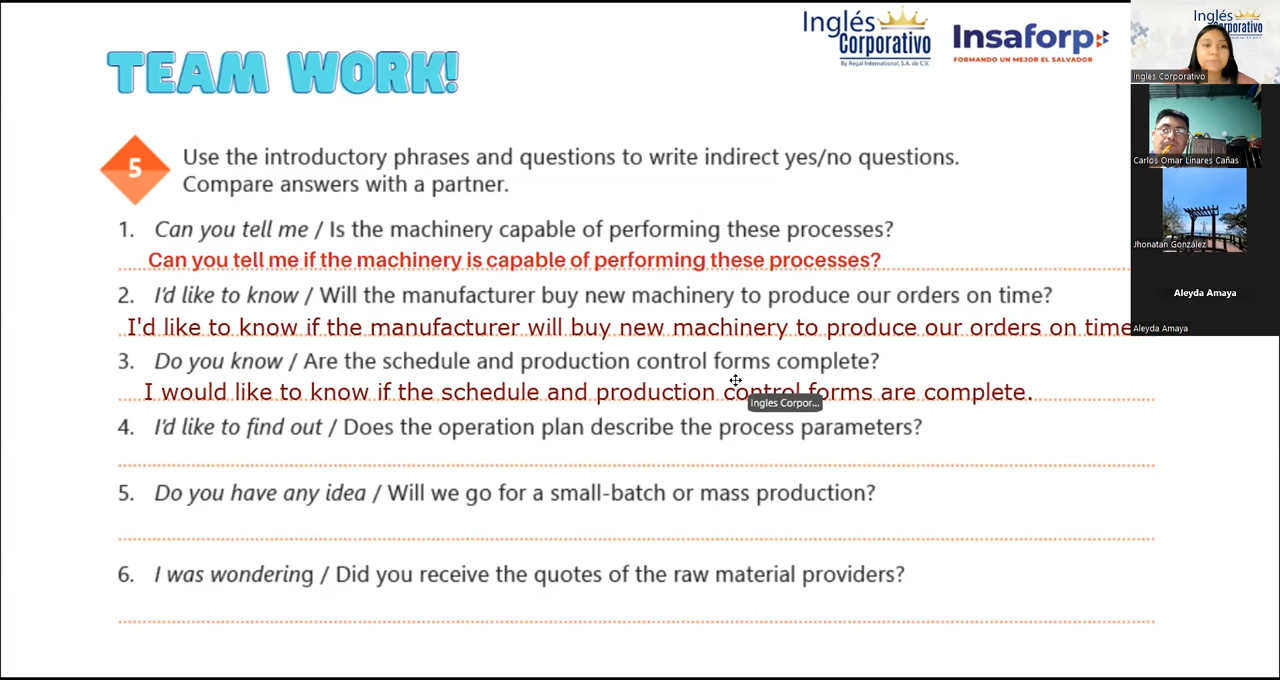 Inglés
Corporativo
By Regal International, S.A. de C.V.
Insaforp
FORMANDO UN MEJOR EL SALVADOR
TEAM WORK!
5
Use the introductory phrases and questions to write indirect yes/no questions.
Compare answers with a partner.
1. Can you tell me / Is the machinery capable of performing these processes?
Can you tell me if the machinery is capable of performing these processes?
2. I'd like to know / Will the manufacturer buy new machinery to produce our orders on time?
I'd like to know if the manufacturer will buy new machinery to produce our orders on time
3. Do you know / Are the schedule and production control forms complete?
I would like to know if the schedule and production control forms are complete.
Ingles Corpor...
4. I'd like to find out / Does the operation plan describe the process parameters?
5. Do you have any idea / Will we go for a small-batch or mass production?
6. I was wondering / Did you receive the quotes of the raw material providers?
Inglés
Corporativo
Ingles Corporativo
Carlos Omar Linares Cañas
Jhonatan González
Aleyda Amaya
Aleyda Amaya